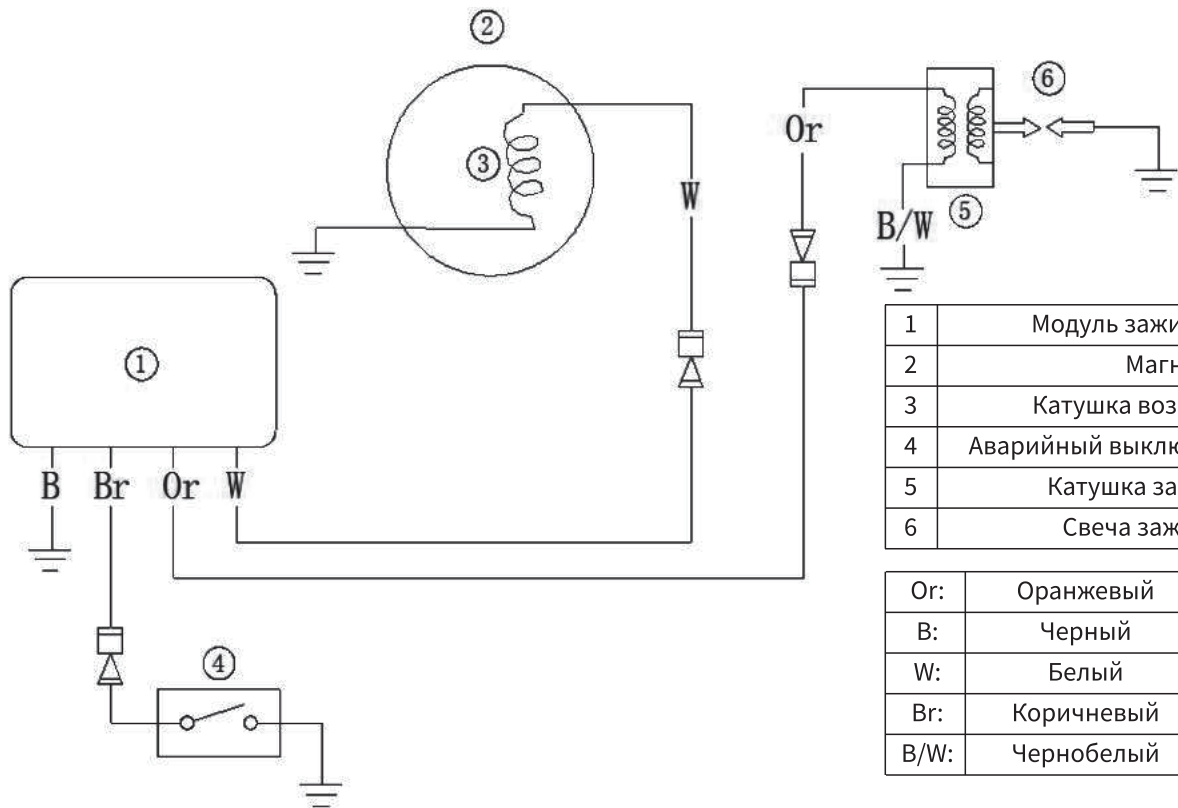 2
6
Or
3
W
5
B/W
1
B Br Or W
4
1 Модуль зажи
2 Магн
3 Катушка воз
4 Аварийный выклю
5 Катушка за
6 Свеча заж
Or: Оранжевый
B: Черный
W: Белый
Br: Коричневый
B/W: Чернобелый